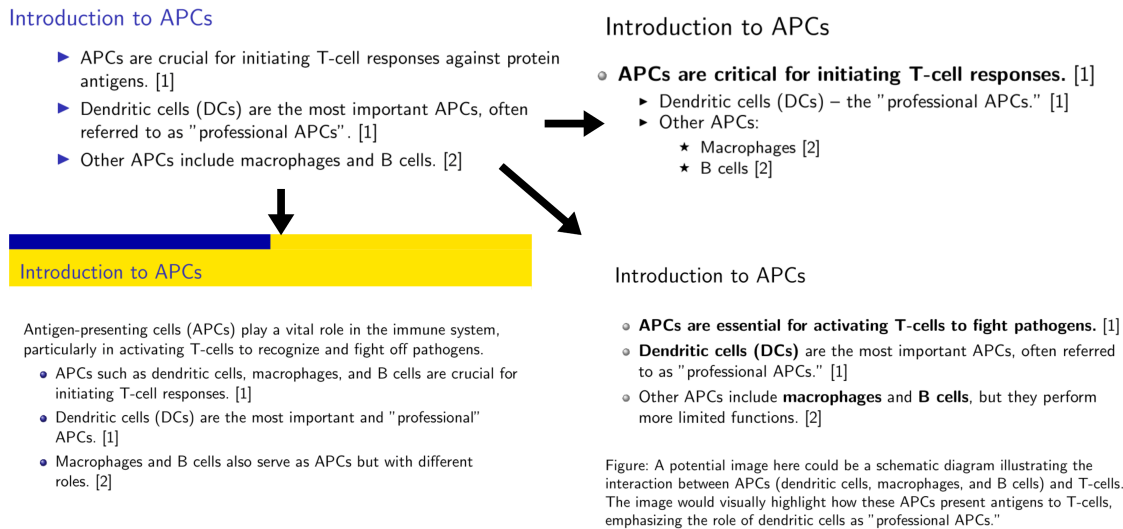 Introduction to APCs
APCs are crucial for initiating T-cell responses against protein
antigens. [1]
Dendritic cells (DCs) are the most important APCs, often
referred to as "professional APCs". [1]
Other APCs include macrophages and B cells. [2]
Introduction to APCs
APCs are critical for initiating T-cell responses. [1]
Dendritic cells (DCs) – the "professional APCs." [1]
Other APCs:
Macrophages [2]
B cells [2]
Introduction to APCs
Antigen-presenting cells (APCs) play a vital role in the immune system,
particularly in activating T-cells to recognize and fight off pathogens.
APCs such as dendritic cells, macrophages, and B cells are crucial for
initiating T-cell responses. [1]
Dendritic cells (DCs) are the most important and "professional"
APCs. [1]
Macrophages and B cells also serve as APCs but with different
roles. [2]
Introduction to APCs
APCs are essential for activating T-cells to fight pathogens. [1]
Dendritic cells (DCs) are the most important APCs, often referred
to as "professional APCs." [1]
Other APCs include macrophages and B cells, but they perform
more limited functions. [2]
Figure: A potential image here could be a schematic diagram illustrating the
interaction between APCs (dendritic cells, macrophages, and B cells) and T-cells.
The image would visually highlight how these APCs present antigens to T-cells,
emphasizing the role of dendritic cells as "professional APCs."